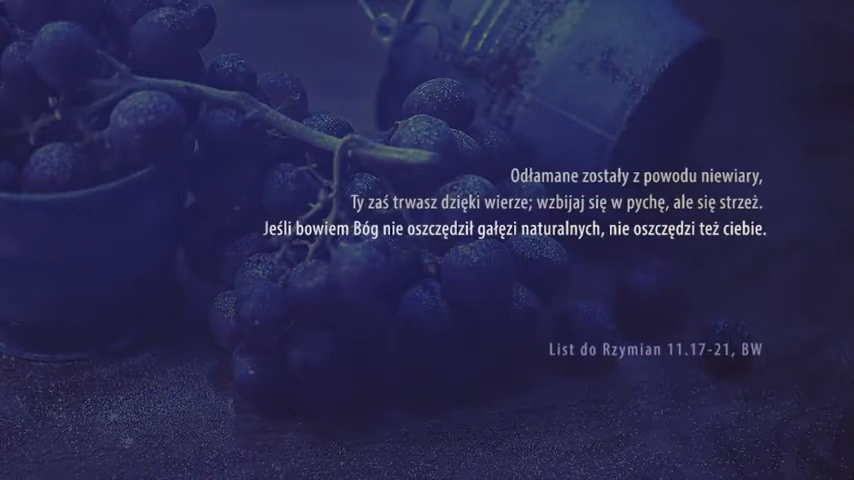 Odłamane zostały z powodu niewiary,
Ty zaś trwasz dzięki wierze; wzbijaj się w pychę, ale się strzeż.
Jeśli bowiem Bóg nie oszczędził gałęzi naturalnych, nie oszczędzi też ciebie.
List do Rzymian 11.17-21, BW